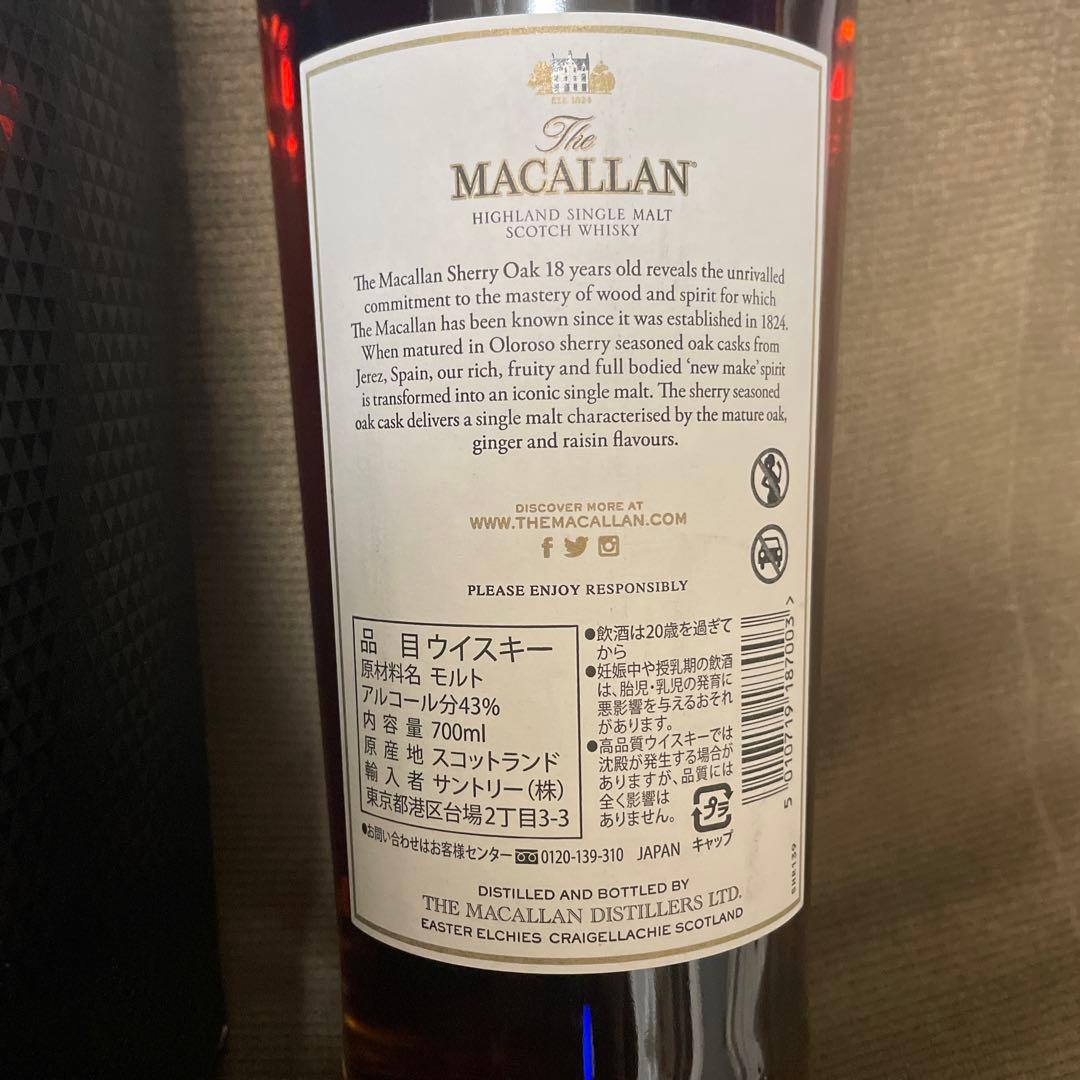 EST. 1824
The
MACALLAN
HIGHLAND SINGLE MALT
SCOTCH WHISKY
The Macallan Sherry Oak 18 years old reveals the unrivalled
commitment to the mastery of wood and spirit for which
The Macallan has been known since it was established in 1824.
When matured in Oloroso sherry seasoned oak casks from
Jerez, Spain, our rich, fruity and full bodied ‘new make’ spirit
is transformed into an iconic single malt. The sherry seasoned
oak cask delivers a single malt characterised by the mature oak,
ginger and raisin flavours.
DISCOVER MORE AT
WWW.THEMACALLAN.COM
PLEASE ENJOY RESPONSIBLY
品 目 ウイスキー
原材料名 モルト
アルコール分43%
内容量 700ml
原産地 スコットランド
輸入者 サントリー(株)
東京都港区台場2丁目3-3
●飲酒は20歳を過ぎて
から
●妊娠中や授乳期の飲酒
は、胎児・乳児の発育に
悪影響を与えるおそれ
があります。
●高品質ウイスキーでは
沈殿が発生する場合が
ありますが、品質には
全く影響は
ありません。
プラ
キャップ
5 010719 187003 >
SHR139
●お問い合わせはお客様センター 0120-139-310 JAPAN
DISTILLED AND BOTTLED BY
THE MACALLAN DISTILLERS LTD.
EASTER ELCHIES CRAIGELLACHIE SCOTLAND